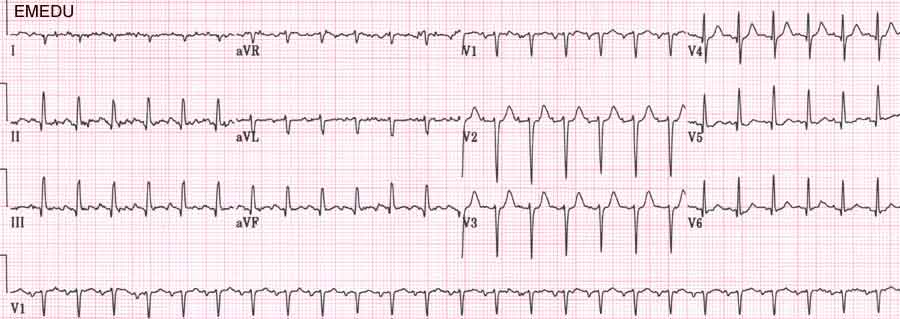 EMEDU
I aVR V1 V4
II aVL V2 V5
III aVF V3 V6
V1